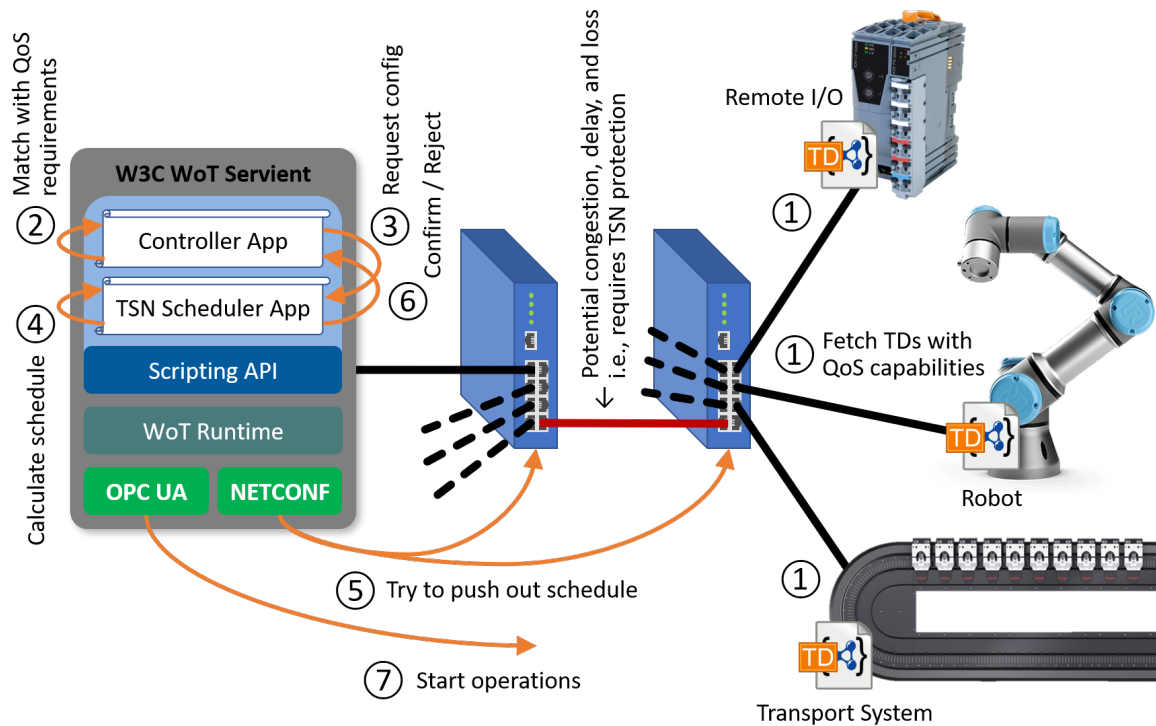 Match with QoS
requirements
W3C WoT Servient
②
Controller App
TSN Scheduler App
④
Calculate schedule
Scripting API
WoT Runtime
OPC UA
NETCONF
③
Request config
Confirm / Reject
⑥
Potential congestion, delay, and loss
i.e., requires TSN protection
Remote I/O
TD
{ }
①
① Fetch TDs with
QoS capabilities
TD
{ }
Robot
⑤ Try to push out schedule
⑦ Start operations
①
TD
{ }
Transport System